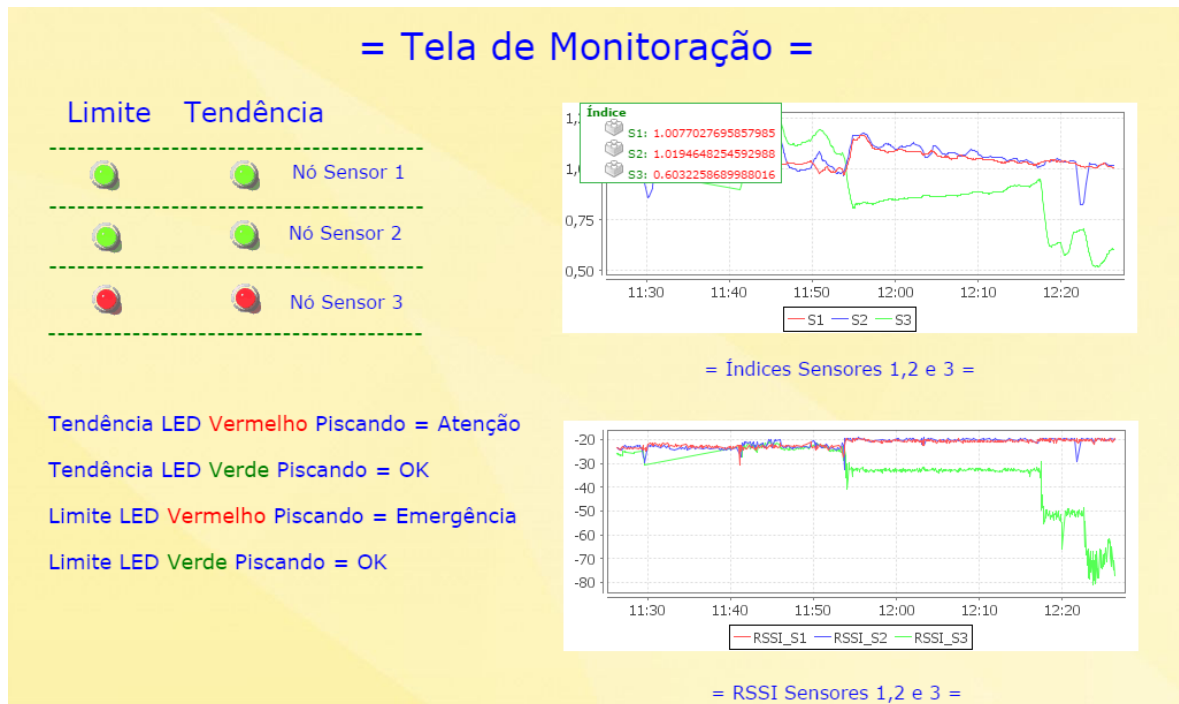 = Tela de Monitoração =
Limite Tendência
Nó Sensor 1
Nó Sensor 2
Nó Sensor 3
Tendência LED Vermelho Piscando = Atenção
Tendência LED Verde Piscando = OK
Limite LED Vermelho Piscando = Emergência
Limite LED Verde Piscando = OK
Índice
S1: 1.0077027695857985
S2: 1.0194648254592988
S3: 0.6032258689988016
0,75
0,50
11:30 11:40 11:50 12:00 12:10 12:20
S1 S2 S3
= Índices Sensores 1,2 e 3 =
-20
-30
-40
-50
-60
-70
-80
11:30 11:40 11:50 12:00 12:10 12:20
RSSI_S1 RSSI_S2 RSSI_S3
= RSSI Sensores 1,2 e 3 =